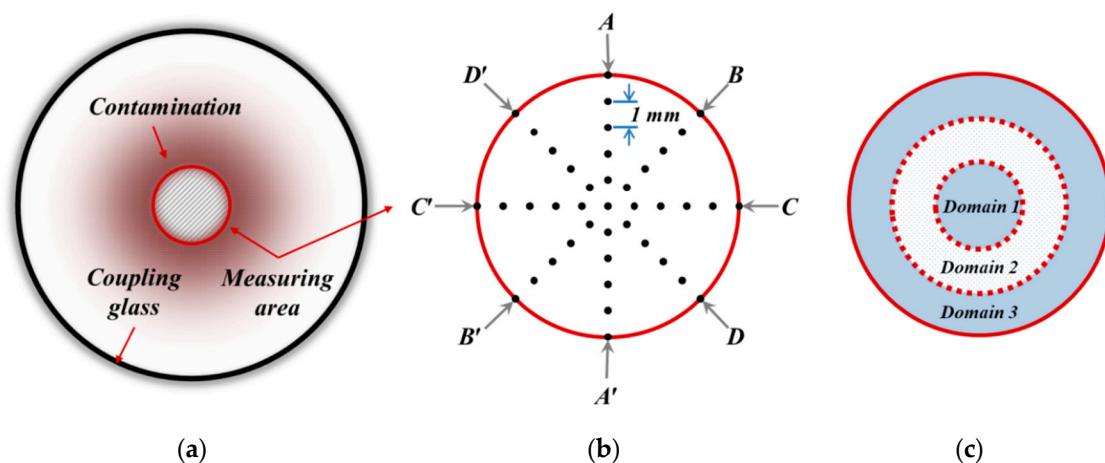 Contamination
Coupling
glass
Measuring
area
(a)
A
B
C
D
A′
B′
C′
D′
1 mm
(b)
Domain 1
Domain 2
Domain 3
(c)